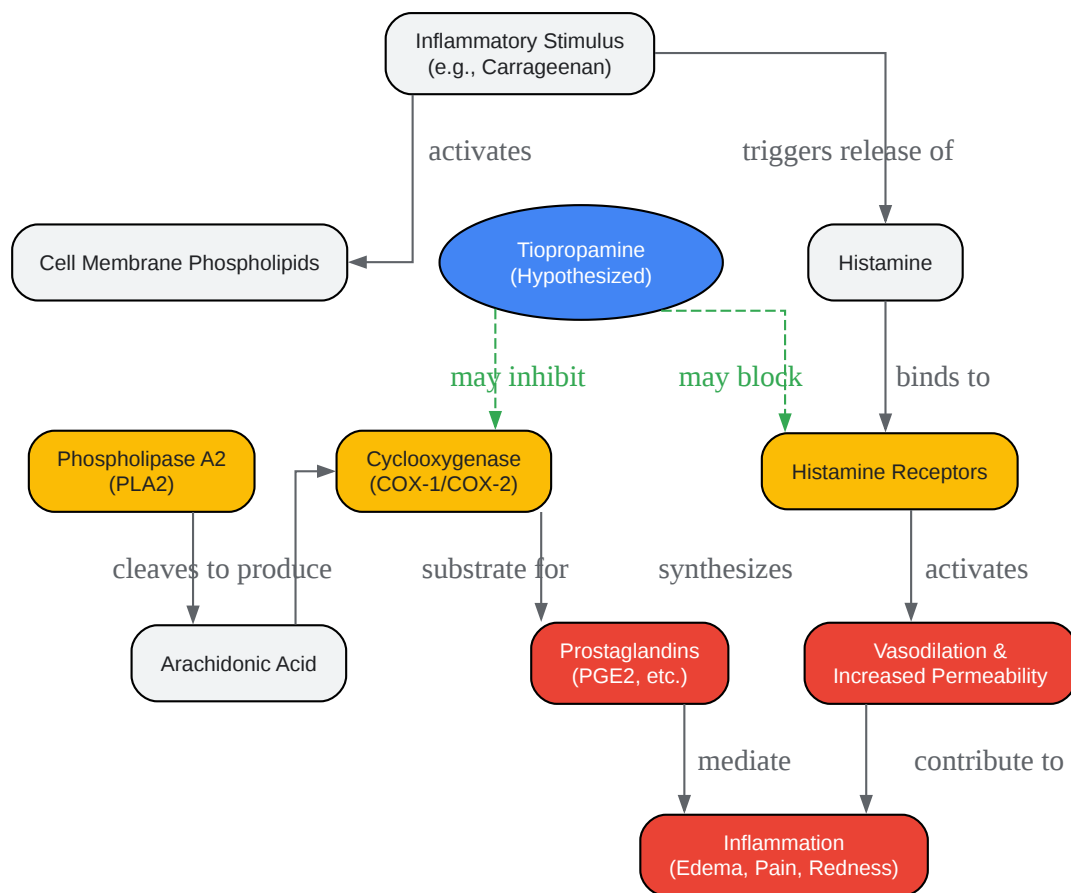 Inflammatory Stimulus
(e.g., Carrageenan)
activates
triggers release of
Cell Membrane Phospholipids
Tiopropamine
(Hypothesized)
Histamine
may inhibit
may block
binds to
Phospholipase A2
(PLA2)
Cyclooxygenase
(COX-1/COX-2)
Histamine Receptors
cleaves to produce
substrate for
synthesizes
activates
Arachidonic Acid
Prostaglandins
(PGE2, etc.)
Vasodilation &
Increased Permeability
mediate
contribute to
Inflammation
(Edema, Pain, Redness)